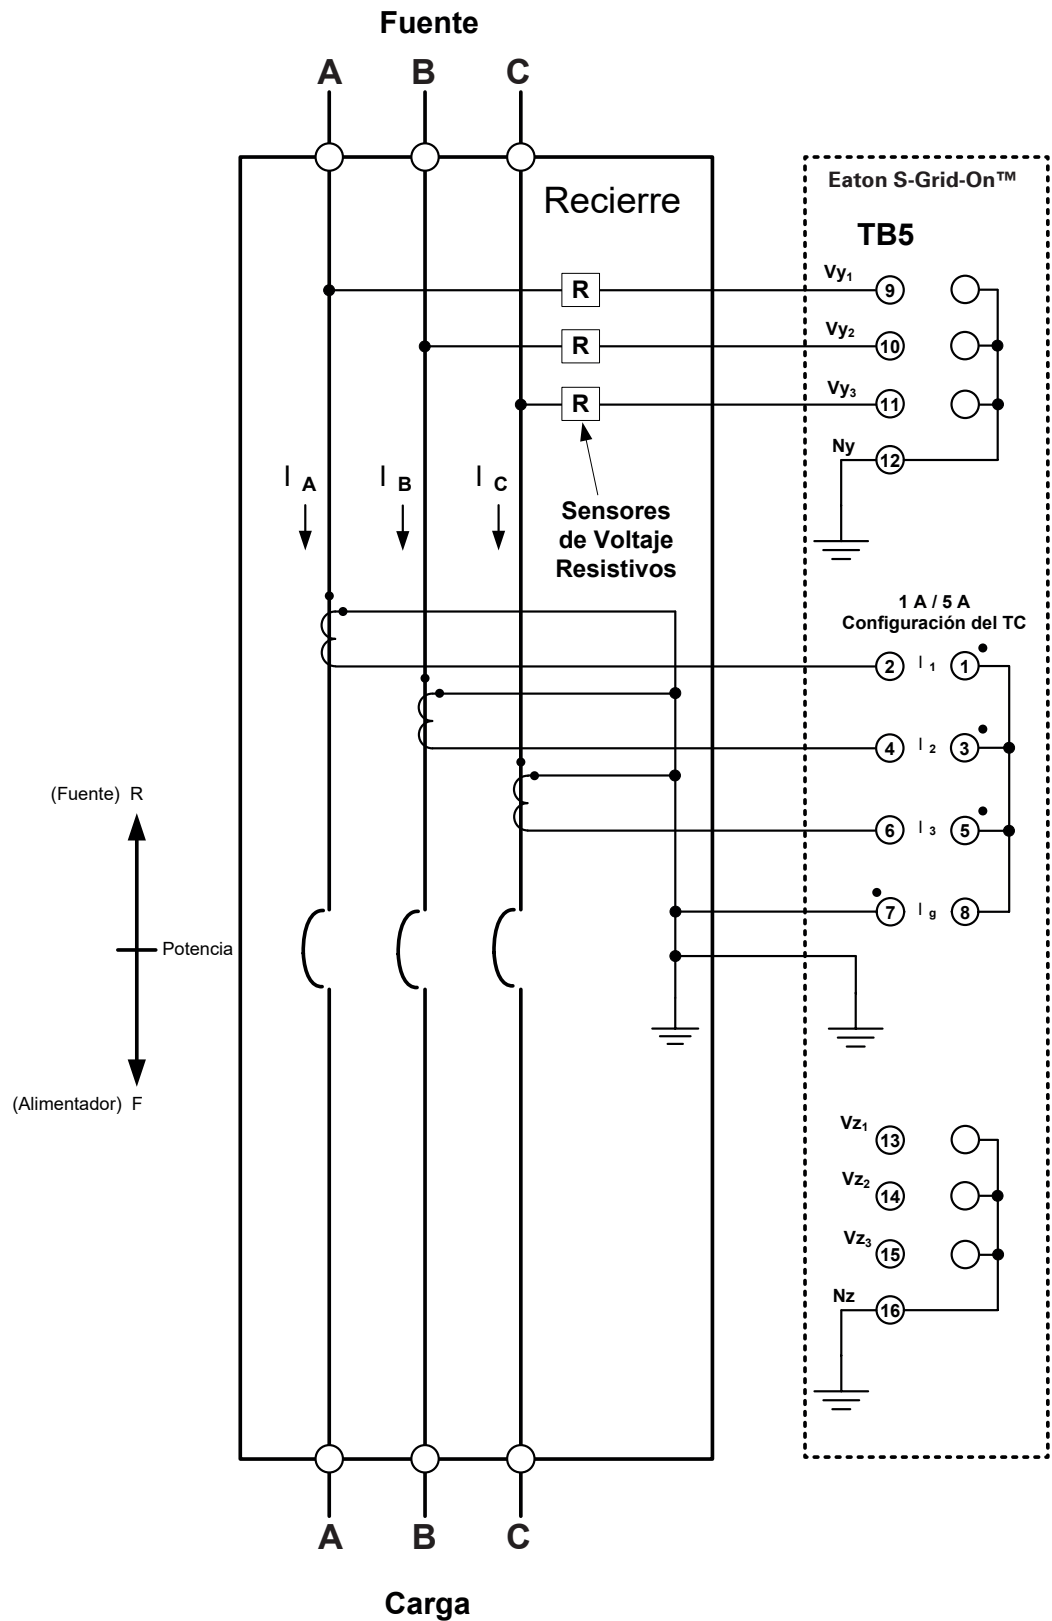 Fuente
A B C
Recierre
Eaton S-Grid-On™
TB5
R Vy1 9
R Vy2 10
R Vy3 11
Ny 12
I A I B I C
Sensores
de Voltaje
Resistivos
1 A / 5 A
Configuración del TC
2 I 1 1
4 I 2 3
(Fuente) R
6 I 3 5
7 I g 8
Potencia
(Alimentador) F
Vz1 13
Vz2 14
Vz3 15
Nz 16
A B C
Carga